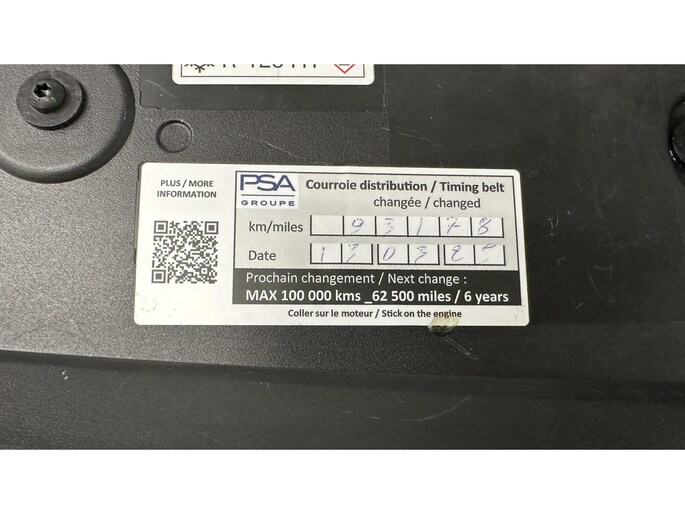 R-1234YF
PLUS / MORE
INFORMATION
PSA
GROUPE
Courroie distribution / Timing belt
changée / changed
km/miles 9 3 1 7 8
Date 1 3 0 3 2
Prochain changement / Next change :
MAX 100 000 kms _62 500 miles / 6 years
Coller sur le moteur / Stick on the engine